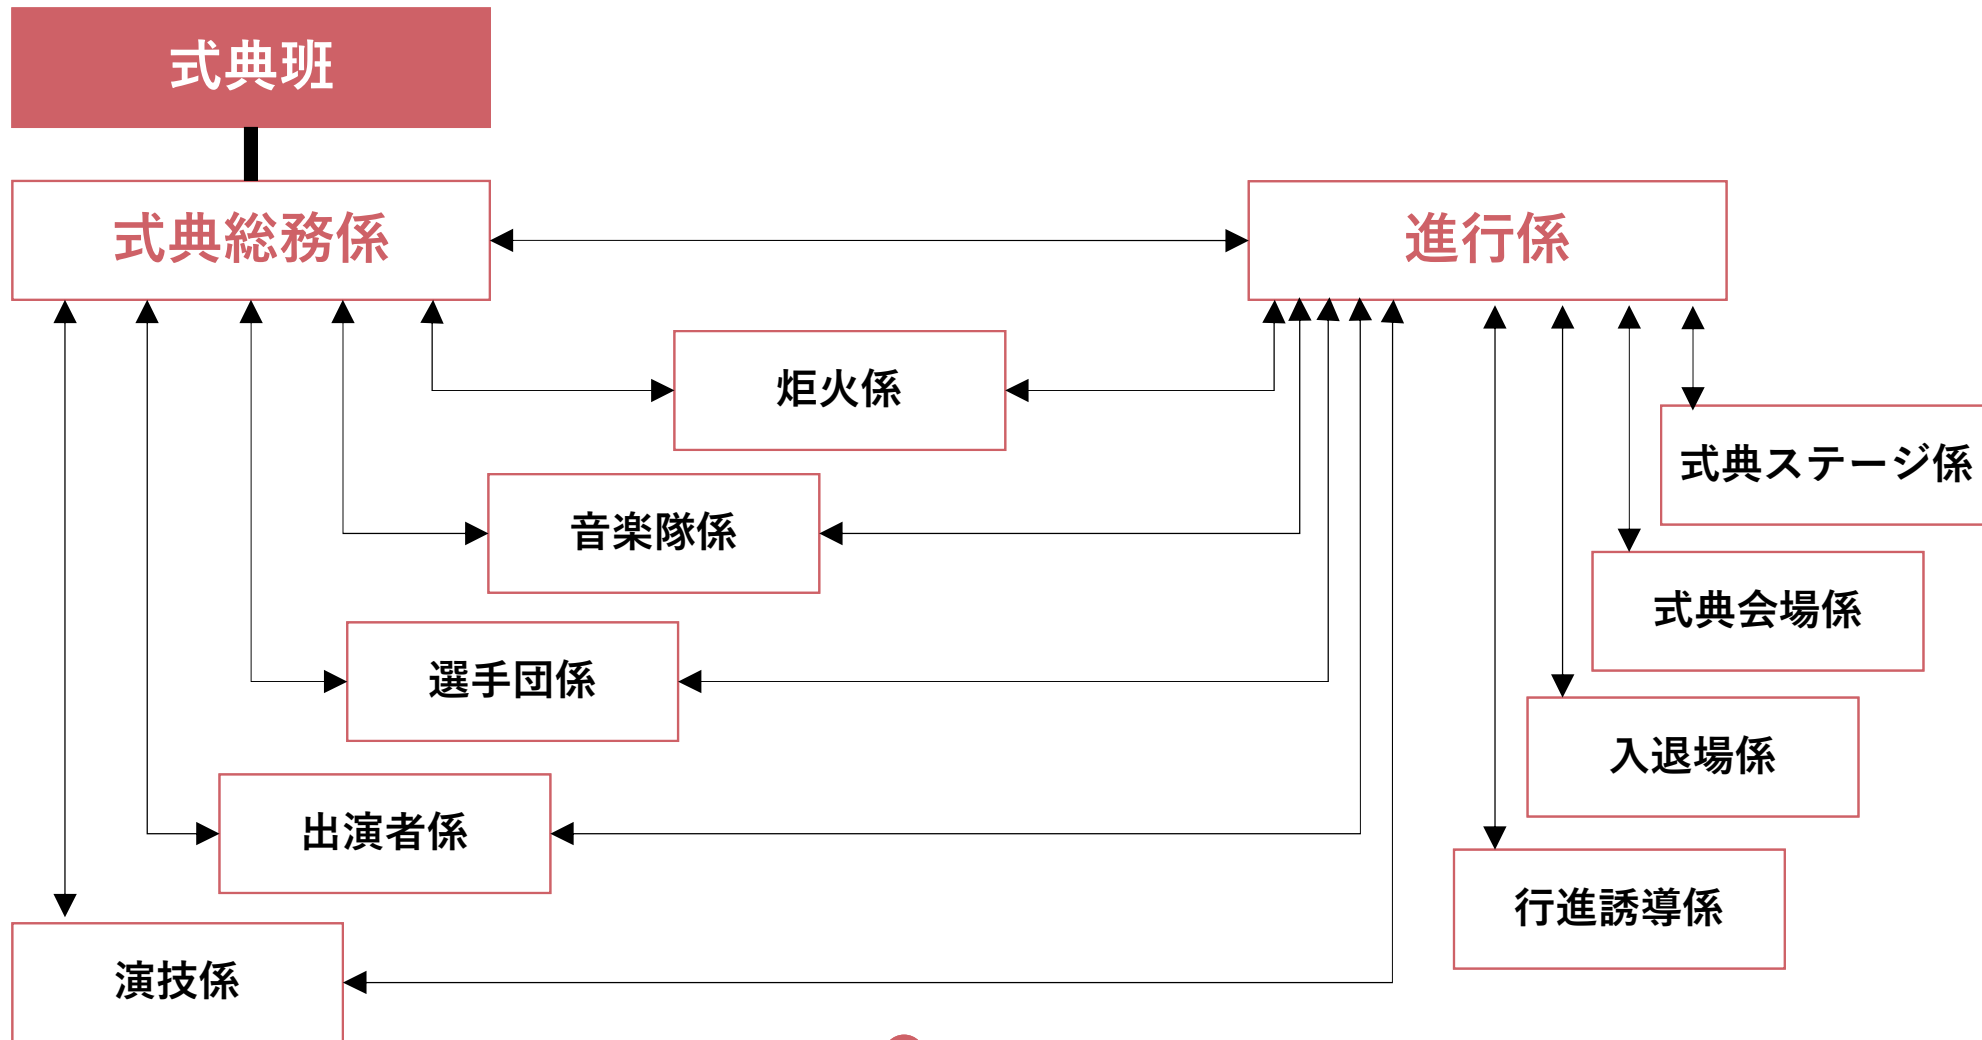 式典班
式典総務係
進行係
炬火係
式典ステージ係
音楽隊係
式典会場係
選手団係
入退場係
出演者係
行進誘導係
演技係